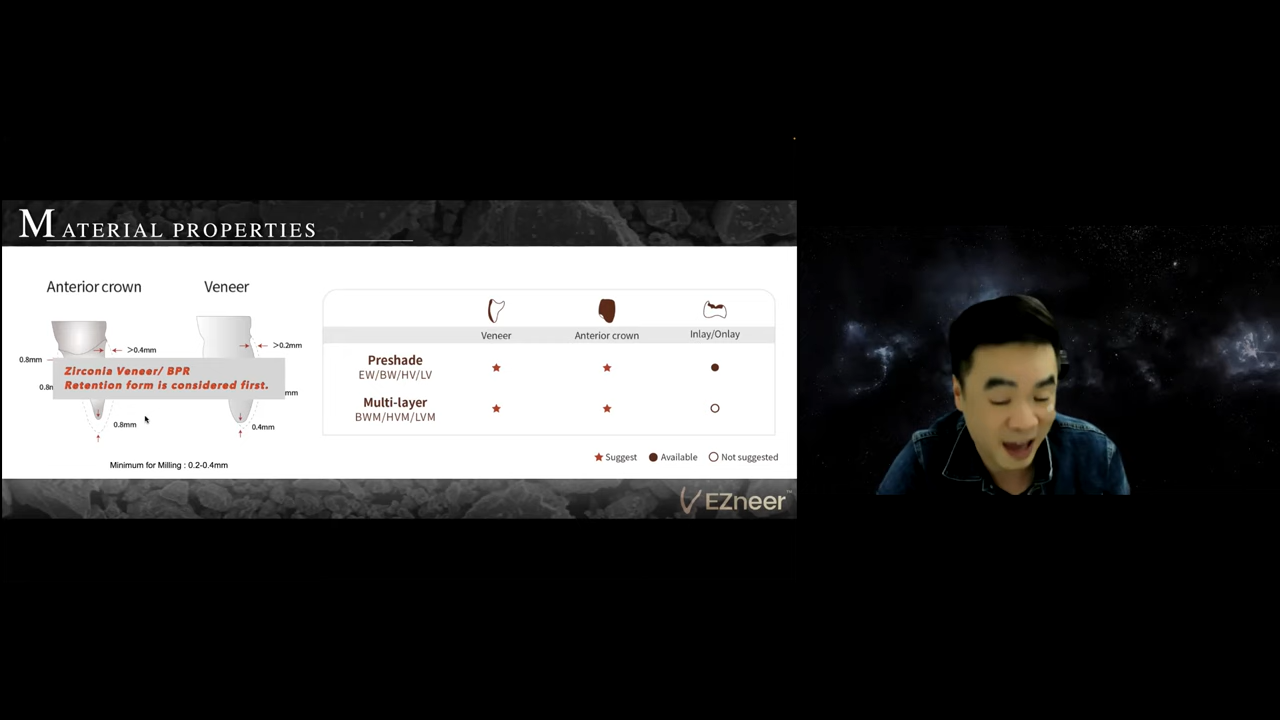 MATERIAL PROPERTIES
Anterior crown
Veneer
>0.4mm
0.8mm
0.8mm
>0.2mm
0.4mm
Zirconia Veneer/ BPR
Retention form is considered first.
Minimum for Milling : 0.2-0.4mm
Veneer
Anterior crown
Inlay/Onlay
Preshade
EW/BW/HV/LV
Multi-layer
BWM/HVM/LVM
Suggest
Available
Not suggested
EZneer™